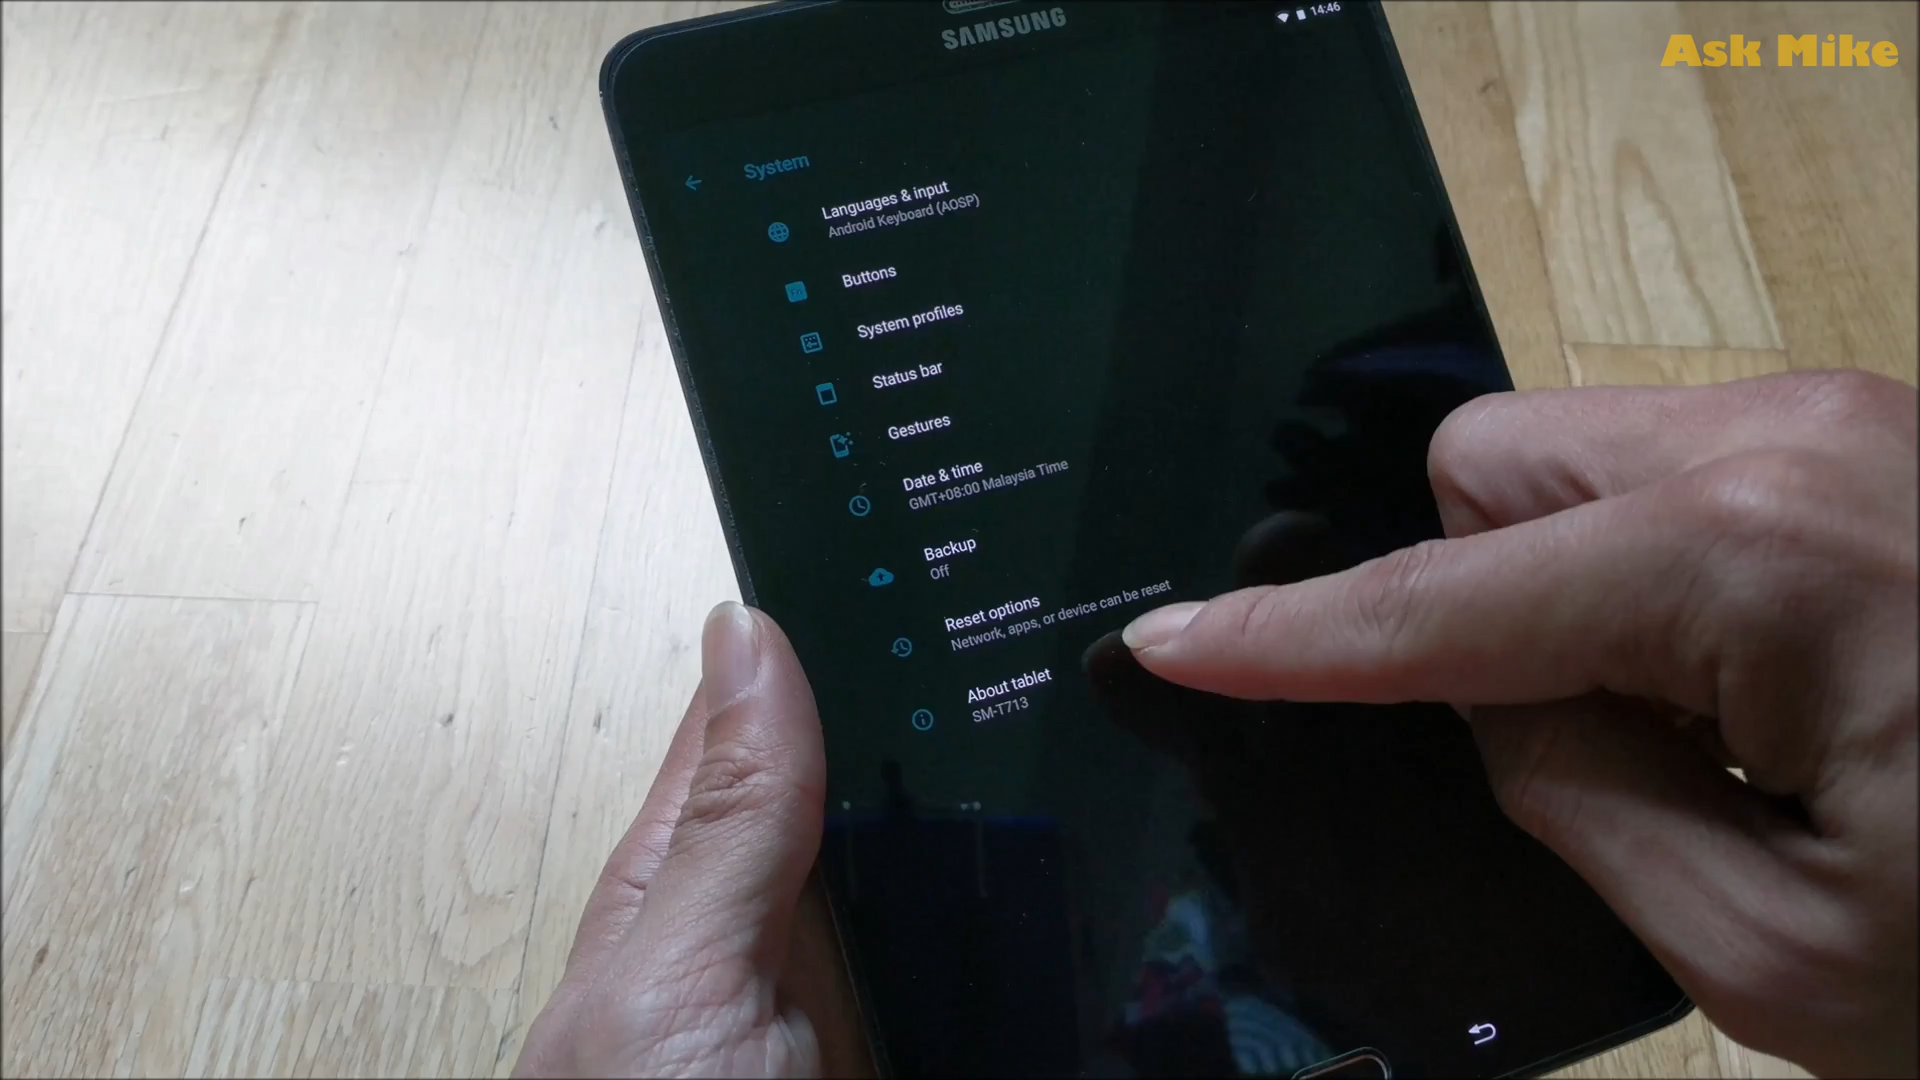 SAMSUNG
14:46
Ask Mike
System
Languages & input
Android Keyboard (AOSP)
Buttons
System profiles
Status bar
Gestures
Date & time
GMT+08:00 Malaysia Time
Backup
Off
Reset options
Network, apps, or device can be reset
About tablet
SM-T713